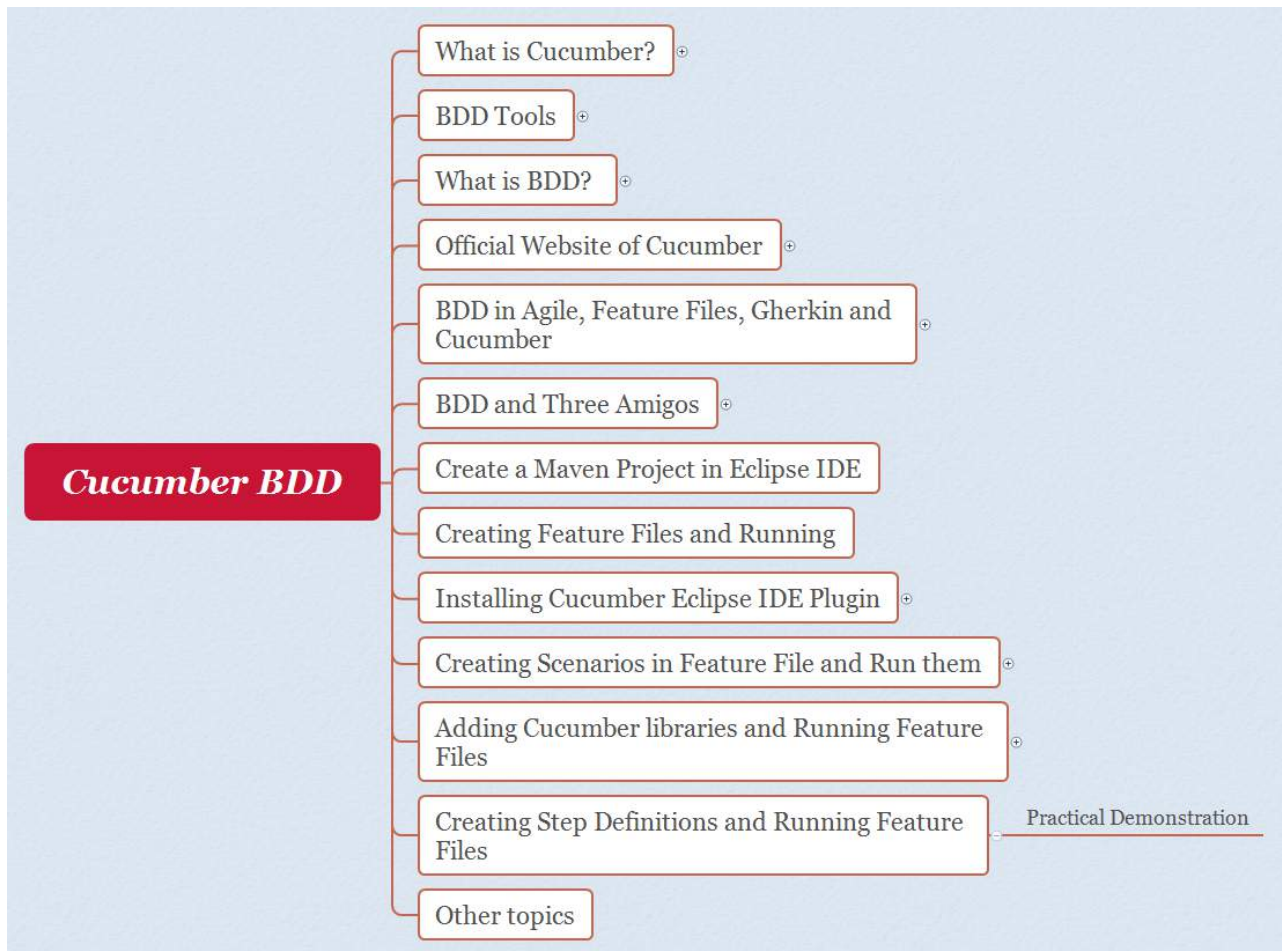 What is Cucumber?
BDD Tools
What is BDD?
Official Website of Cucumber
BDD in Agile, Feature Files, Gherkin and
Cucumber
BDD and Three Amigos
Cucumber BDD
Create a Maven Project in Eclipse IDE
Creating Feature Files and Running
Installing Cucumber Eclipse IDE Plugin
Creating Scenarios in Feature File and Run them
Adding Cucumber libraries and Running Feature
Files
Creating Step Definitions and Running Feature
Files
Practical Demonstration
Other topics